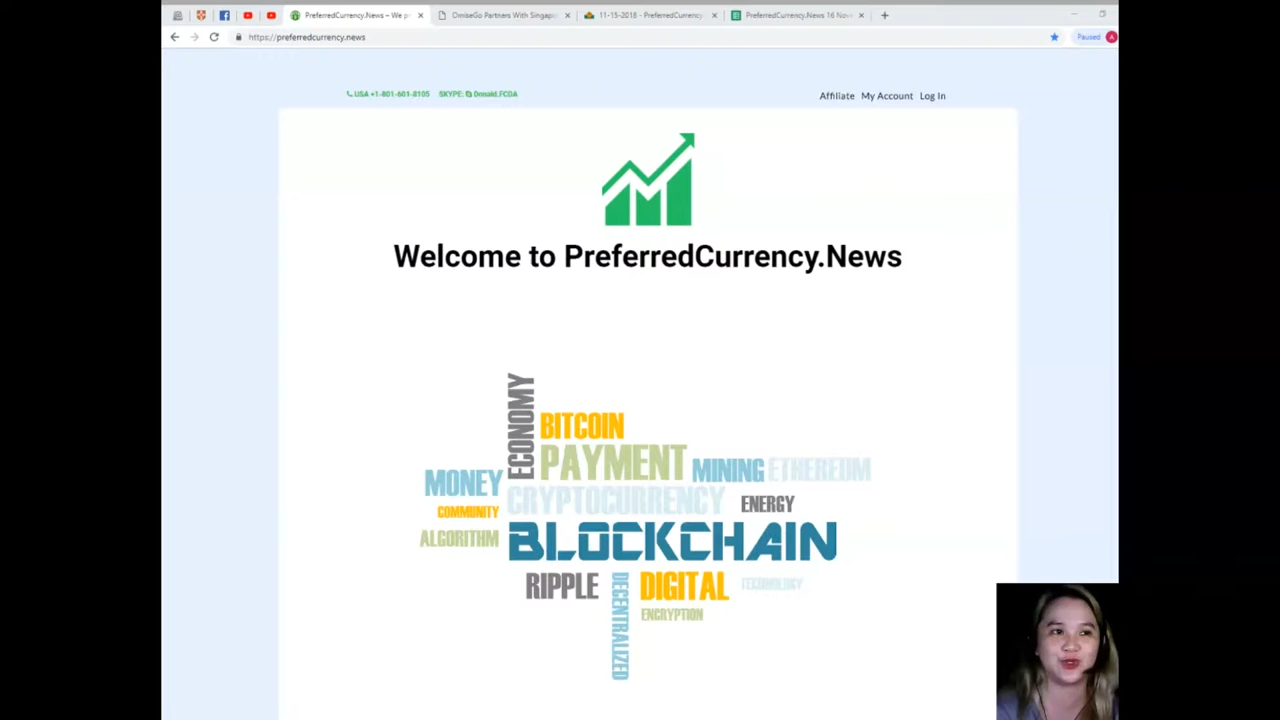 PreferredCurrency.News – We p
OmiseGo Partners With Singap
11-15-2018 - PreferredCurrency
PreferredCurrency.News 16 Nov
https://preferredcurrency.news
Paused
A
USA +1-801-601-8105 SKYPE: Donald.FCDA
Affiliate My Account Log In
Welcome to PreferredCurrency.News
ECONOMY
BITCOIN
PAYMENT
MONEY
MINING
ETHEREUM
CRYPTOCURRENCY
ENERGY
COMMUNITY
ALGORITHM
BLOCKCHAIN
RIPPLE
DECENTRALIZED
DIGITAL
TECHNOLOGY
ENCRYPTION